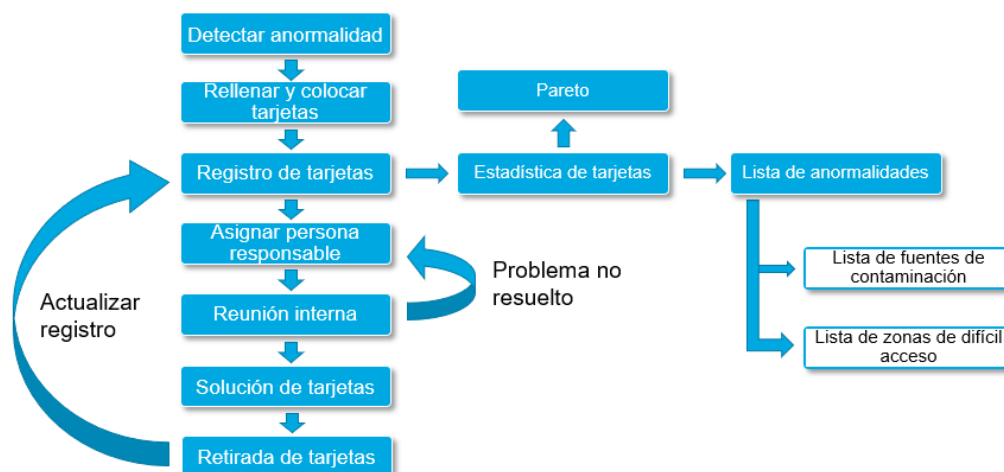 Detectar anormalidad
Rellenar y colocar
tarjetas
Pareto
Registro de tarjetas
Estadística de tarjetas
Lista de anormalidades
Asignar persona
responsable
Problema no
resuelto
Lista de fuentes de
contaminación
Actualizar
registro
Reunión interna
Lista de zonas de difícil
acceso
Solución de tarjetas
Retirada de tarjetas